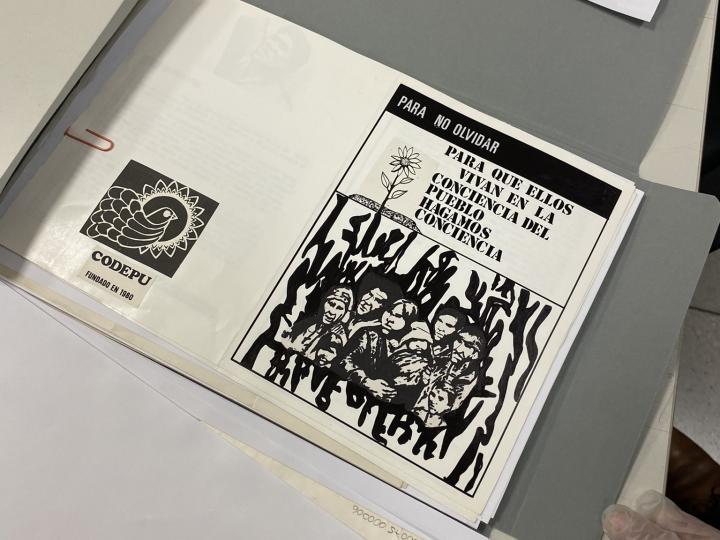 CODEPU
FUNDADO EN 1980
PARA NO OLVIDAR
PARA QUE ELLOS
VIVAN EN LA
CONCIENCIA DEL
PUEBLO
HAGAMOS
CONCIENCIA